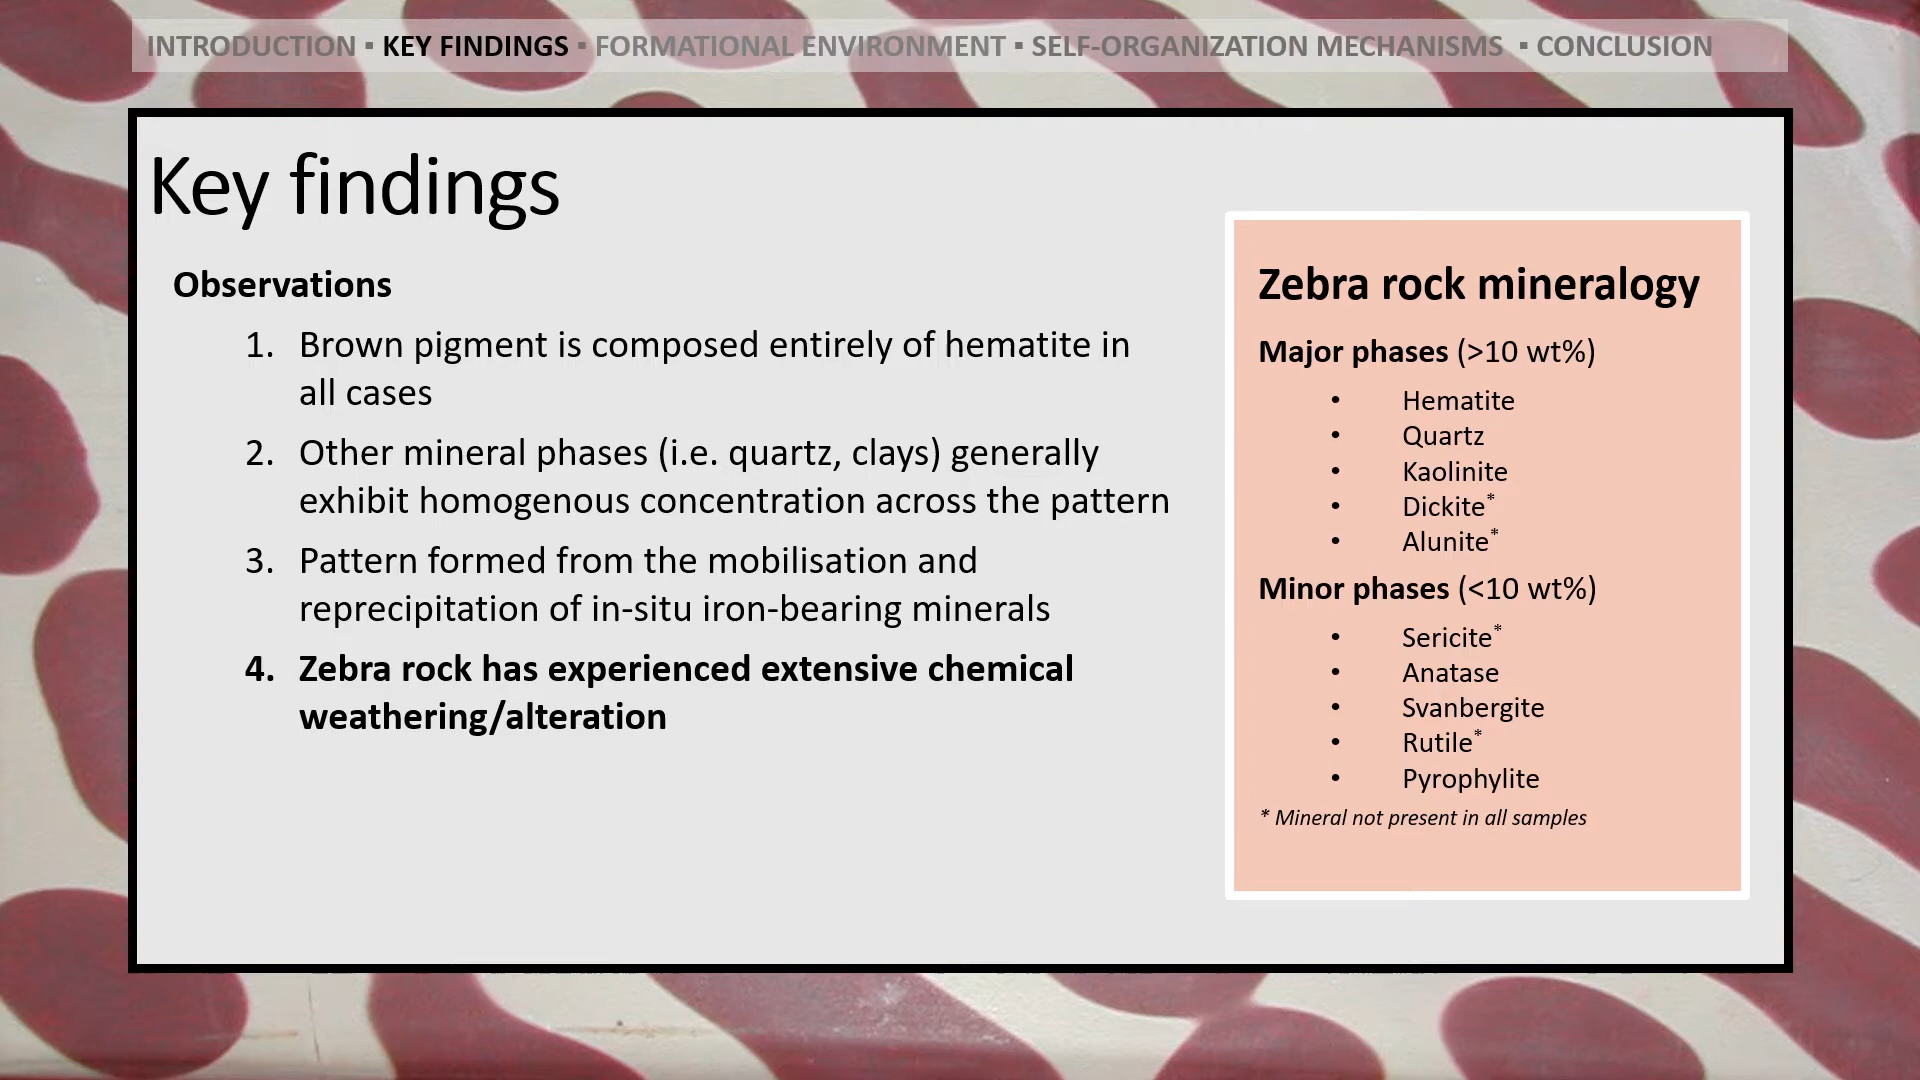 INTRODUCTION ▪ KEY FINDINGS ▪ FORMATIONAL ENVIRONMENT ▪ SELF-ORGANIZATION MECHANISMS ▪ CONCLUSION
Key findings
Observations
1. Brown pigment is composed entirely of hematite in
all cases
2. Other mineral phases (i.e. quartz, clays) generally
exhibit homogenous concentration across the pattern
3. Pattern formed from the mobilisation and
reprecipitation of in-situ iron-bearing minerals
4. Zebra rock has experienced extensive chemical
weathering/alteration
Zebra rock mineralogy
Major phases (>10 wt%)
• Hematite
• Quartz
• Kaolinite
• Dickite*
• Alunite*
Minor phases (<10 wt%)
• Sericite*
• Anatase
• Svanbergite
• Rutile*
• Pyrophylite
* Mineral not present in all samples